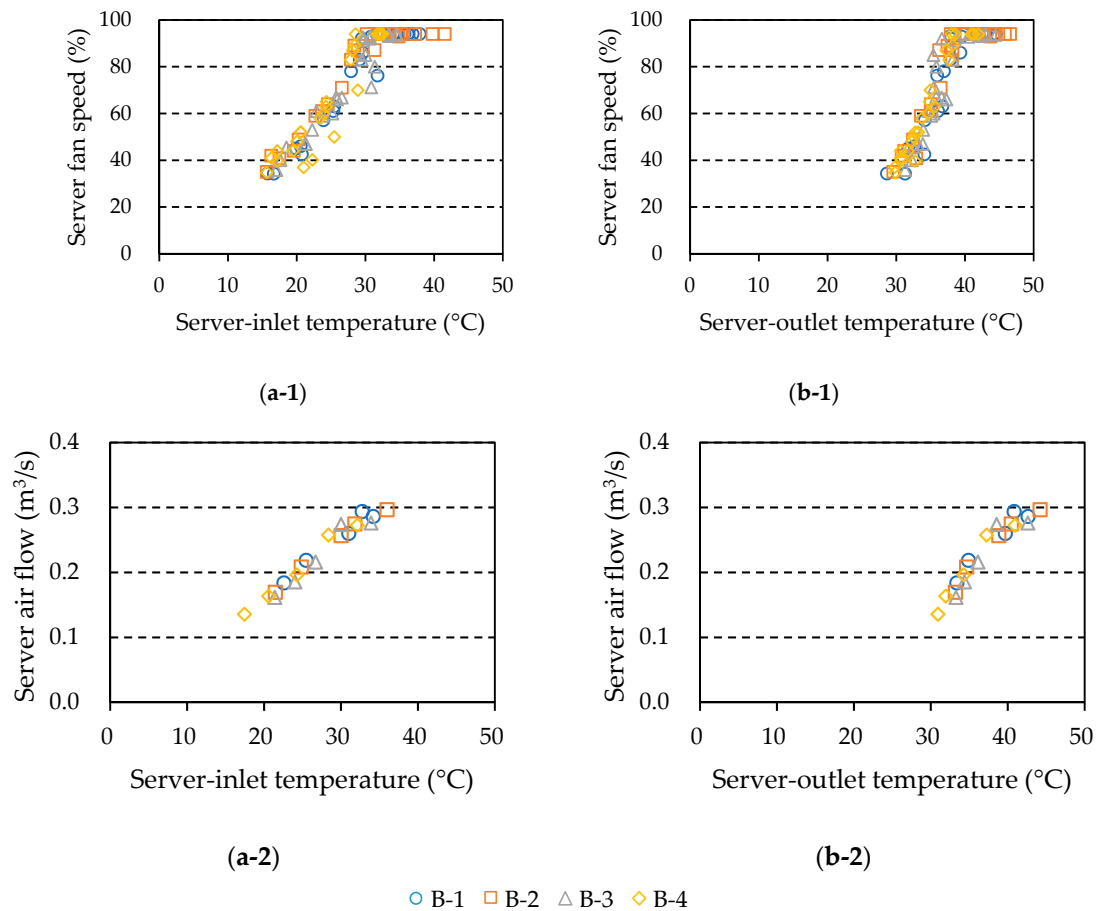 Server fan speed (%)
100
80
60
40
20
0
0 10 20 30 40 50
Server-inlet temperature (°C)
(a-1)
Server fan speed (%)
100
80
60
40
20
0
0 10 20 30 40 50
Server-outlet temperature (°C)
(b-1)
Server air flow (m³/s)
0.4
0.3
0.2
0.1
0.0
0 10 20 30 40 50
Server-inlet temperature (°C)
(a-2)
Server air flow (m³/s)
0.4
0.3
0.2
0.1
0.0
0 10 20 30 40 50
Server-outlet temperature (°C)
(b-2)
B-1 B-2 B-3 B-4